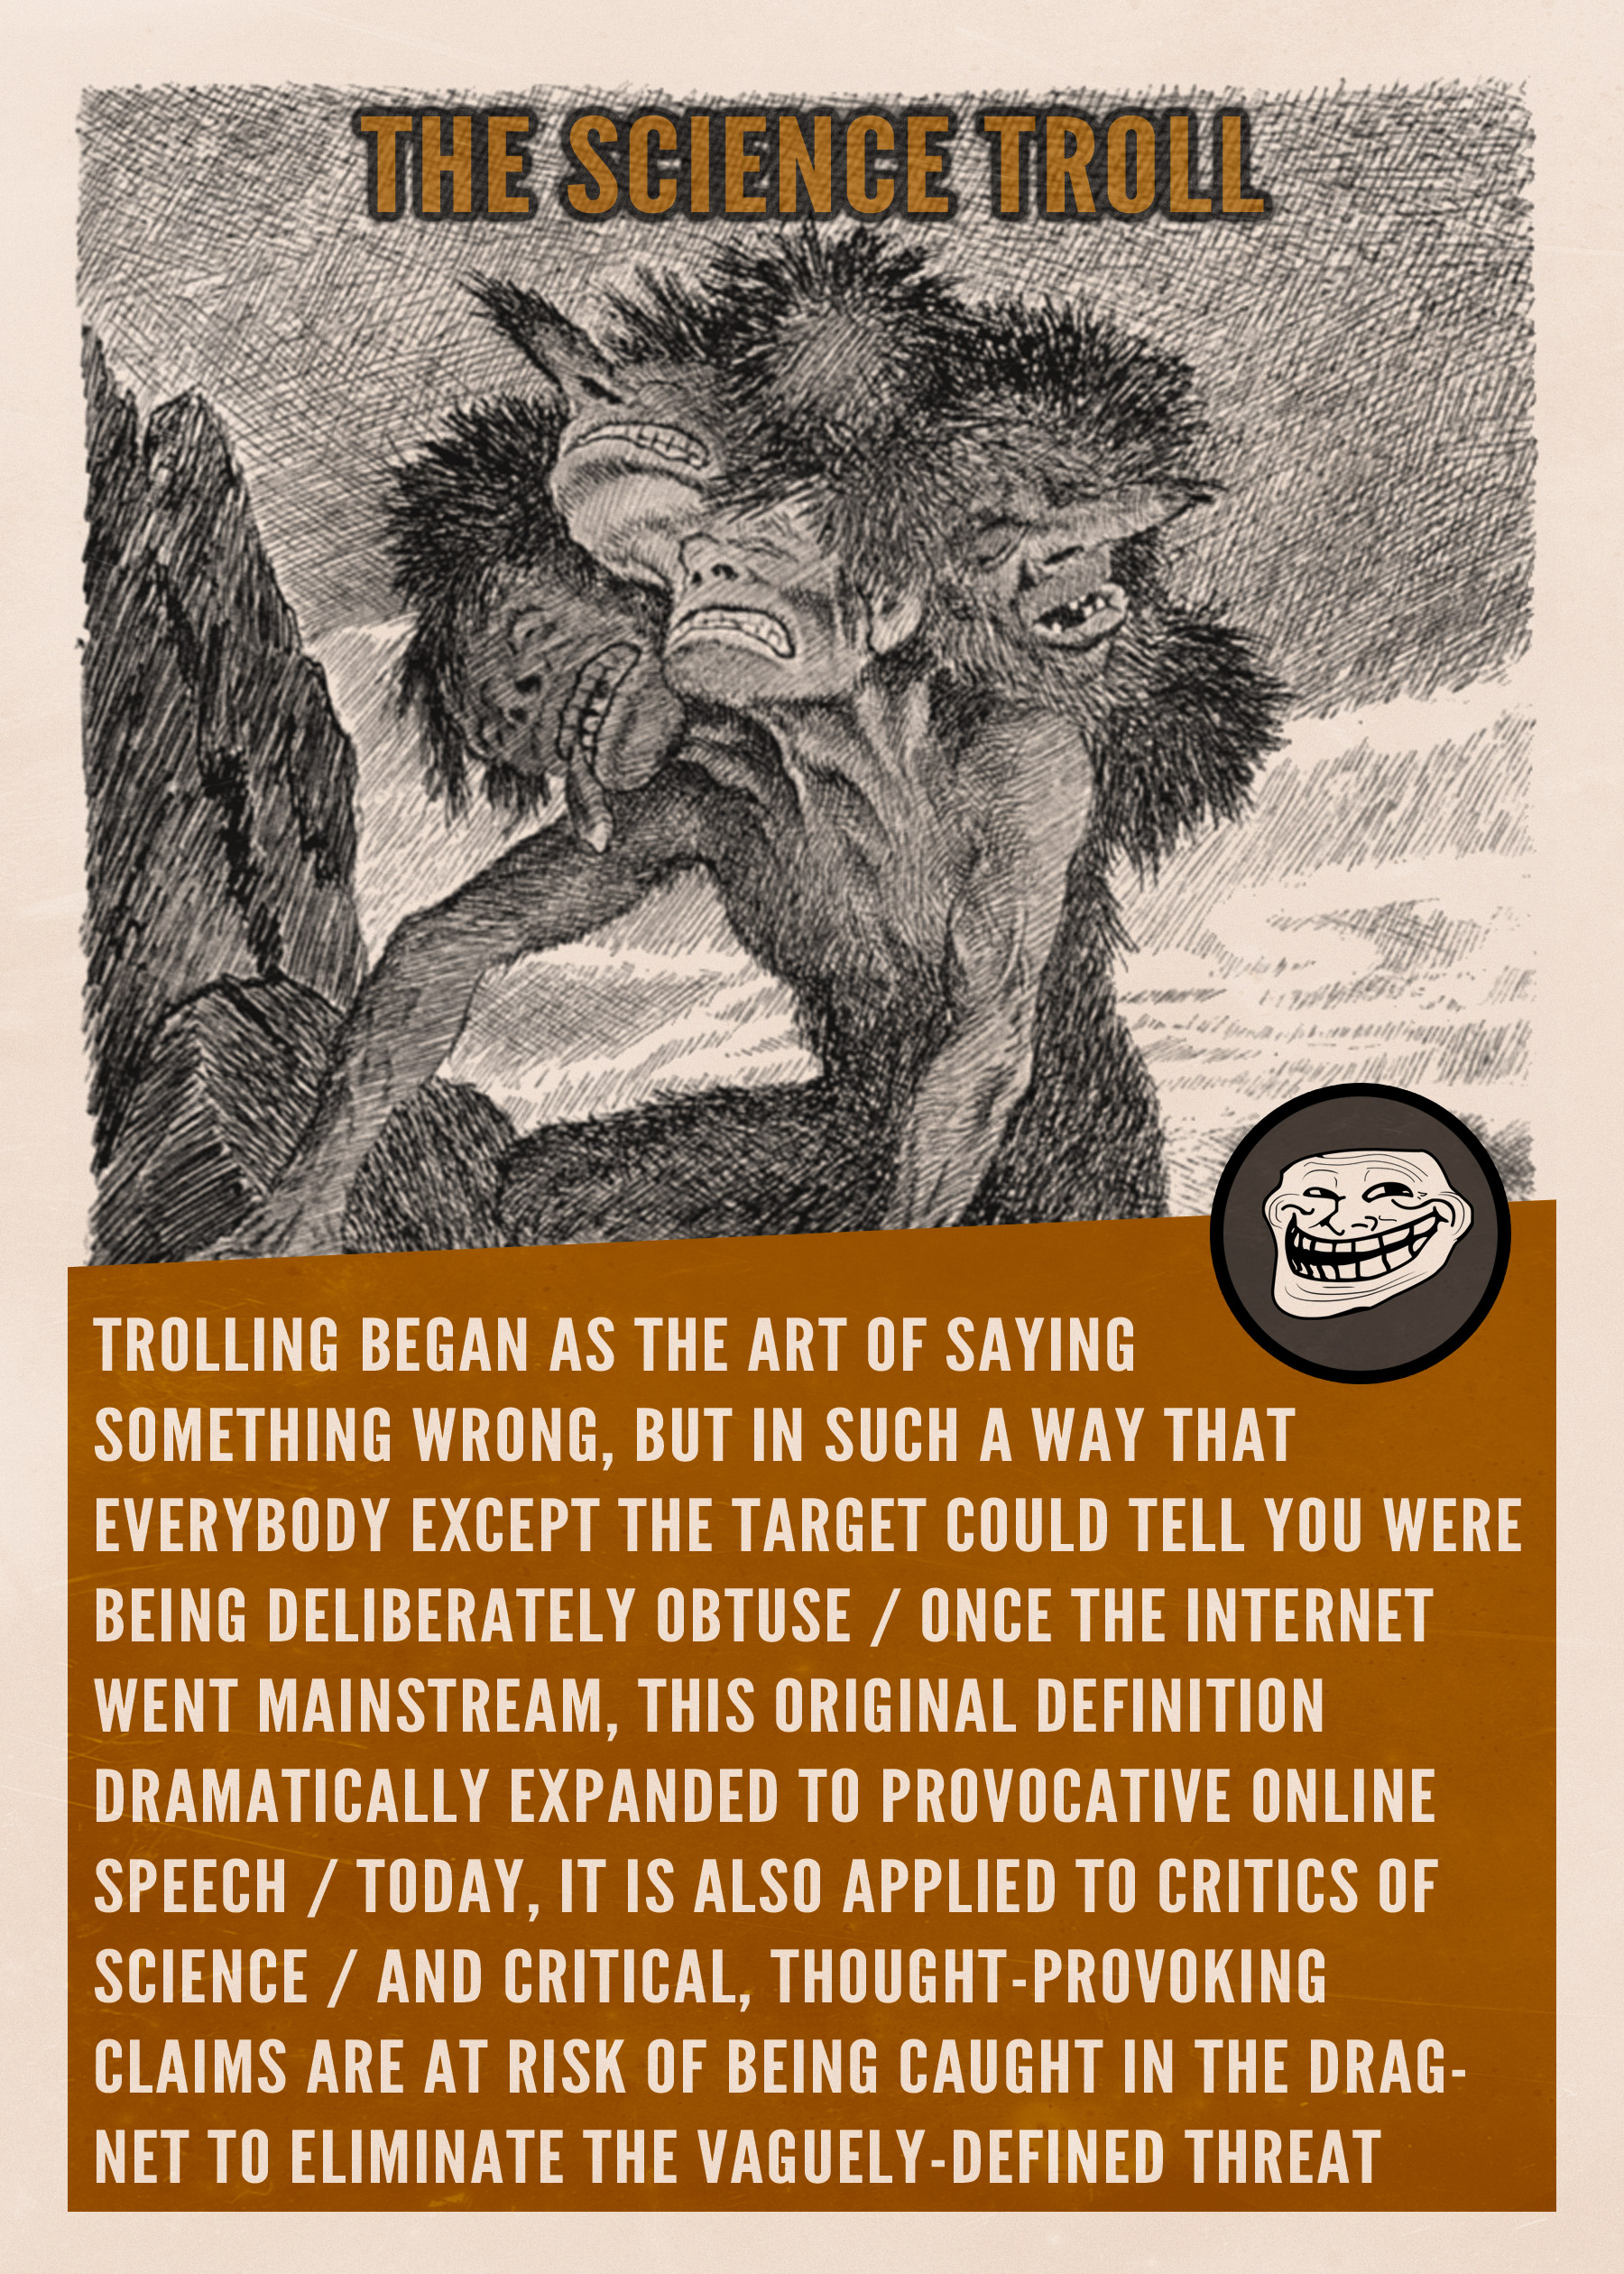 THE SCIENCE TROLL
TROLLING BEGAN AS THE ART OF SAYING
SOMETHING WRONG, BUT IN SUCH A WAY THAT
EVERYBODY EXCEPT THE TARGET COULD TELL YOU WERE
BEING DELIBERATELY OBTUSE / ONCE THE INTERNET
WENT MAINSTREAM, THIS ORIGINAL DEFINITION
DRAMATICALLY EXPANDED TO PROVOCATIVE ONLINE
SPEECH / TODAY, IT IS ALSO APPLIED TO CRITICS OF
SCIENCE / AND CRITICAL, THOUGHT-PROVOKING
CLAIMS ARE AT RISK OF BEING CAUGHT IN THE DRAG-
NET TO ELIMINATE THE VAGUELY-DEFINED THREAT